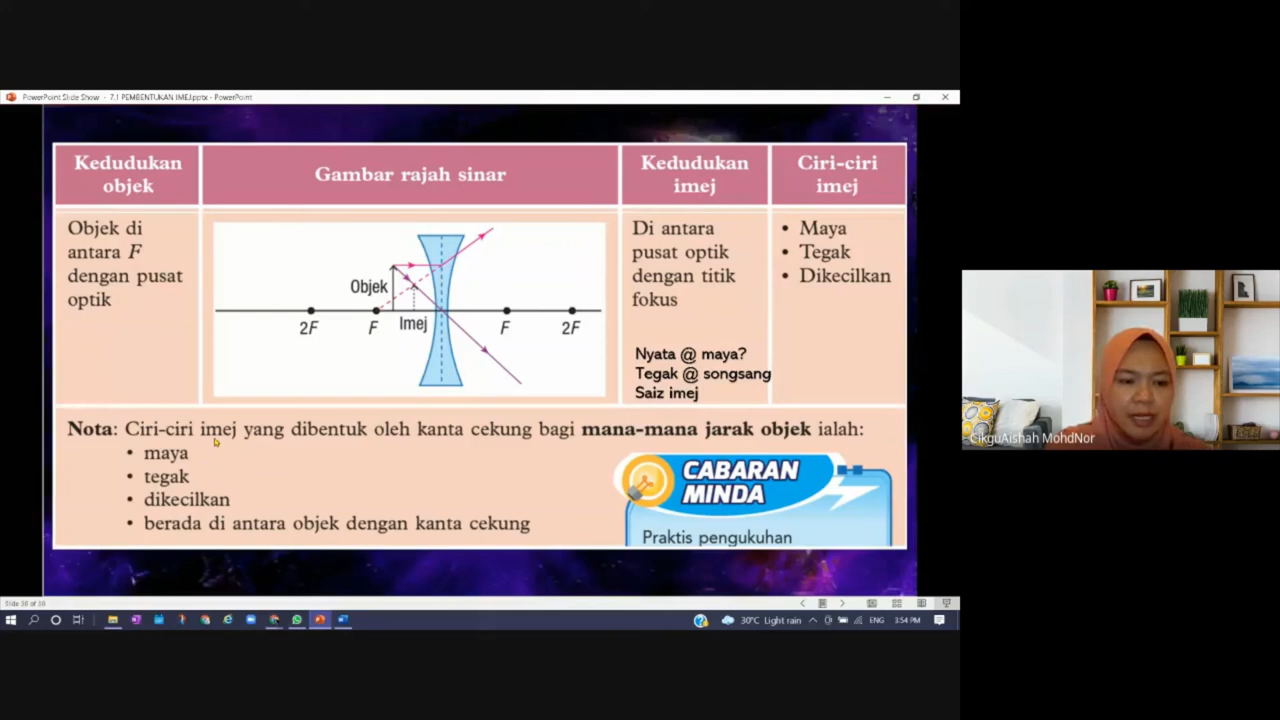 PowerPoint Slide Show - 7.1 PEMBENTUKAN IMEJ.pptx - PowerPoint
Kedudukan
objek
Gambar rajah sinar
Kedudukan
imej
Ciri-ciri
imej
Objek di
antara F
dengan pusat
optik
Objek
2F
F
Imej
F
2F
Di antara
pusat optik
dengan titik
fokus
Nyata @ maya?
Tegak @ songsang
Saiz imej
• Maya
• Tegak
• Dikecilkan
Nota: Ciri-ciri imej yang dibentuk oleh kanta cekung bagi mana-mana jarak objek ialah:
• maya
• tegak
• dikecilkan
• berada di antara objek dengan kanta cekung
CABARAN
MINDA
Praktis pengukuhan
CikguAishah MohdNor
30°C Light rain
ENG
3:54 PM